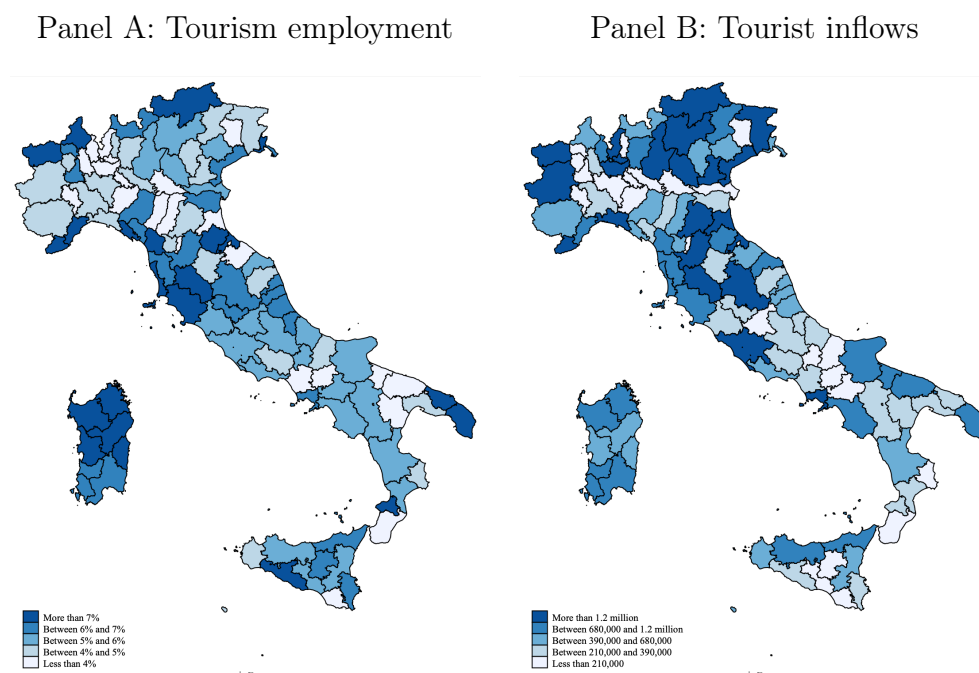 Panel A: Tourism employment
Panel B: Tourist inflows
More than 7%
Between 6% and 7%
Between 5% and 6%
Between 4% and 5%
Less than 4%
More than 1.2 million
Between 680,000 and 1.2 million
Between 390,000 and 680,000
Between 210,000 and 390,000
Less than 210,000